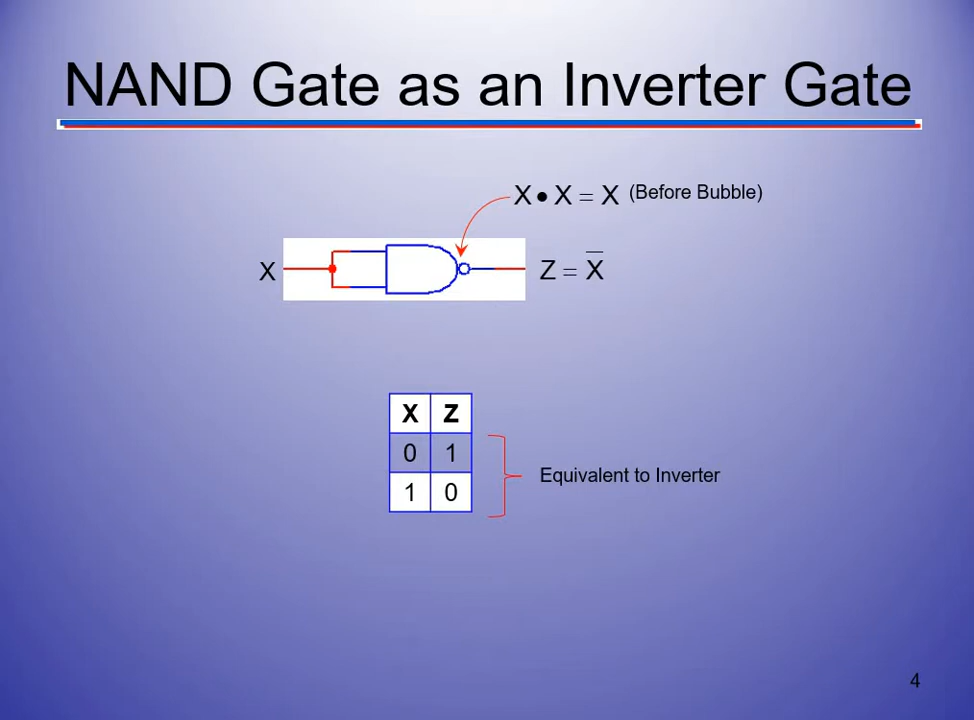 NAND Gate as an Inverter Gate
X • X = X (Before Bubble)
X
Z = X̅
X Z
0 1
1 0
Equivalent to Inverter
4